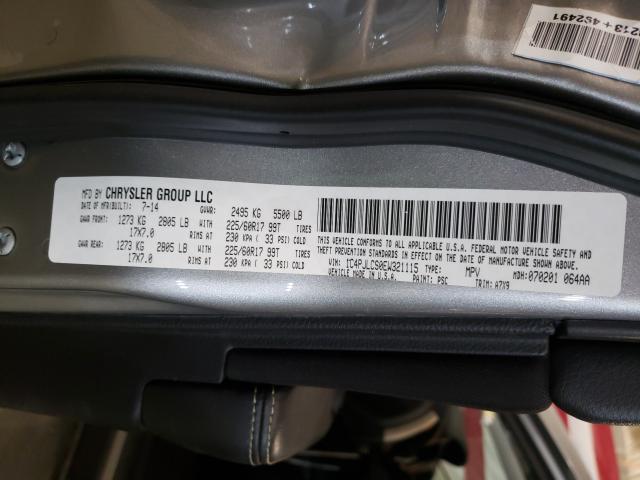 0213 + 4S2491
MFD BY CHRYSLER GROUP LLC
DATE OF MFR(BUILT): 7-14 GVWR: 2495 KG 5500 LB
GAWR FRONT: 1273 KG 2805 LB WITH 225/60R17 99T TIRES
17X7.0 RIMS AT 230 KPA ( 33 PSI) COLD
GAWR REAR: 1273 KG 2805 LB WITH 225/60R17 99T TIRES
17X7.0 RIMS AT 230 KPA ( 33 PSI) COLD
THIS VEHICLE CONFORMS TO ALL APPLICABLE U.S.A. FEDERAL MOTOR VEHICLE SAFETY AND
THEFT PREVENTION STANDARDS IN EFFECT ON THE DATE OF MANUFACTURE SHOWN ABOVE.
VIN: 1C4PJLCS0EW321115 TYPE: MPV MDH: 070201 064AA
MADE IN U.S.A. PAINT: PSC TRIM: A7X9